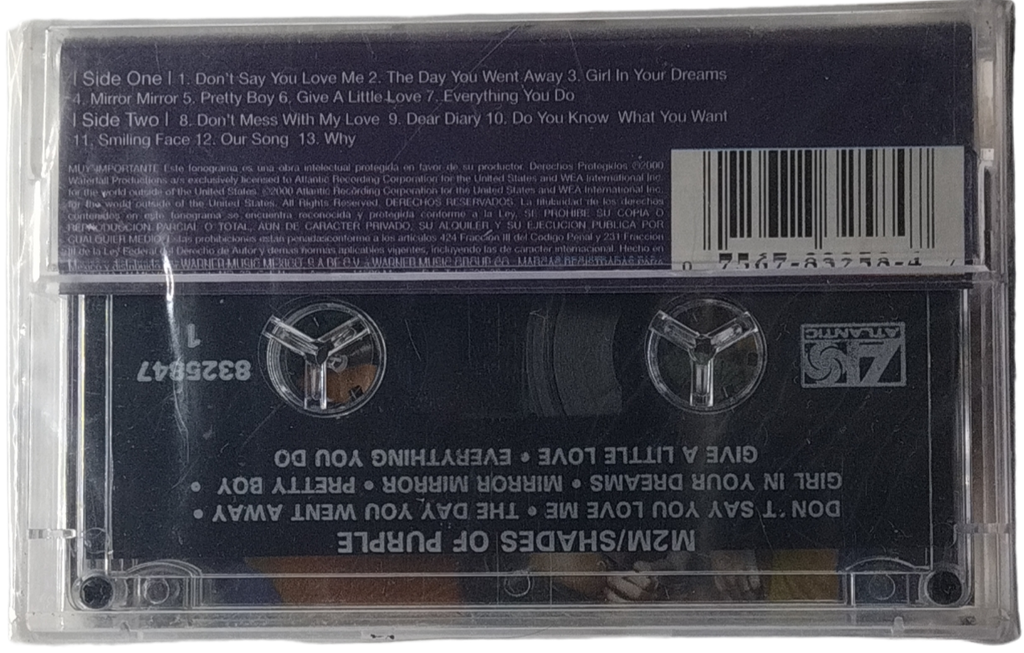 | Side One | 1. Don't Say You Love Me 2. The Day You Went Away 3. Girl In Your Dreams
4. Mirror Mirror 5. Pretty Boy 6. Give A Little Love 7. Everything You Do
| Side Two | 8. Don't Mess With My Love 9. Dear Diary 10. Do You Know What You Want
11. Smiling Face 12. Our Song 13. Why
MUY IMPORTANTE Este fonograma es una obra intelectual protegida en favor de su productor. Derechos Protegidos ©2000
Waterfall Productions a/s exclusively licensed to Atlantic Recording Corporation for the United States and WEA International Inc.
for the world outside of the United States. ©2000 Atlantic Recording Corporation for the United States and WEA International Inc.
for the world outside of the United States. All Rights Reserved. DERECHOS RESERVADOS. La titularidad de los derechos
contenidos en este fonograma se encuentra reconocida y protegida conforme a la Ley. SE PROHIBE SU COPIA O
REPRODUCCION PARCIAL O TOTAL, AUN DE CARACTER PRIVADO, SU ALQUILER Y SU EJECUCION PUBLICA POR
CUALQUIER MEDIO. Las prohibiciones estan penadas conforme a los articulos 424 Fracción III del Codigo Penal y 231 Fraccion
III de la Ley Federal del Derecho de Autor y demas normas aplicables vigentes, incluyendo las de caracter internacional. Hecho en
0 7567-83258-4 7
ATLANTIC
8325847
1
M2M/SHADES OF PURPLE
DON'T SAY YOU LOVE ME • THE DAY YOU WENT AWAY •
GIRL IN YOUR DREAMS • MIRROR MIRROR • PRETTY BOY •
GIVE A LITTLE LOVE • EVERYTHING YOU DO